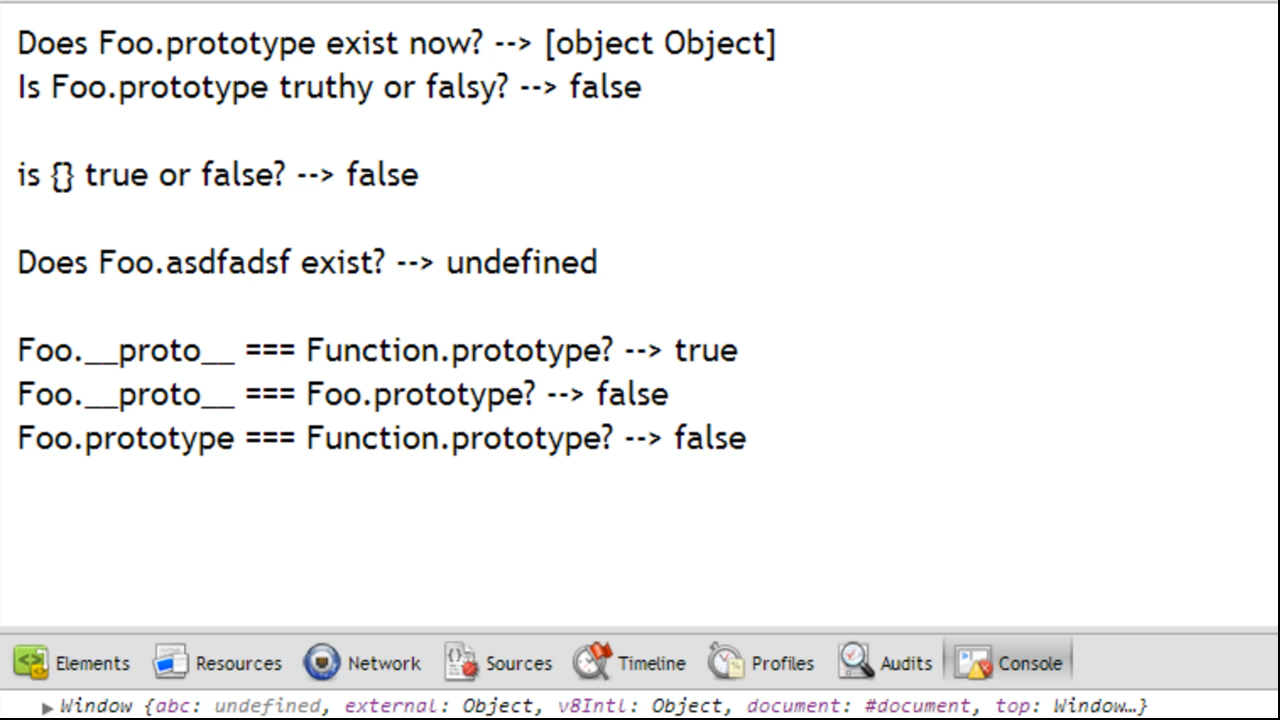 Does Foo.prototype exist now? --> [object Object]
Is Foo.prototype truthy or falsy? --> false
is {} true or false? --> false
Does Foo.asdfadsf exist? --> undefined
Foo.__proto__ === Function.prototype? --> true
Foo.__proto__ === Foo.prototype? --> false
Foo.prototype === Function.prototype? --> false
Elements Resources Network Sources Timeline Profiles Audits Console
▶ Window {abc: undefined, external: Object, v8Intl: Object, document: #document, top: Window…}